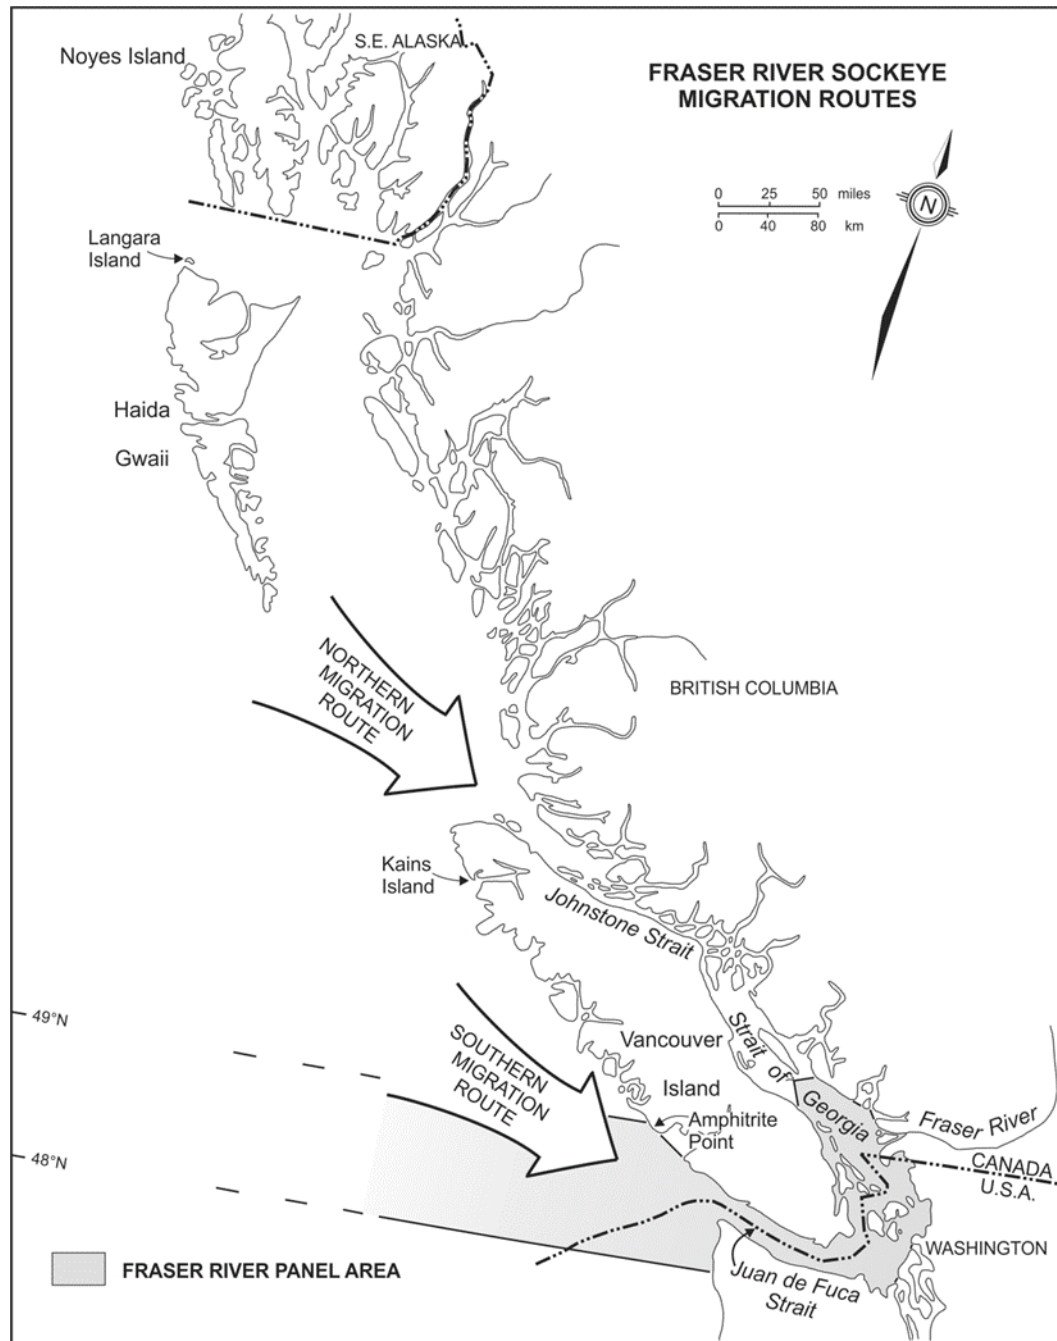 Noyes Island
S.E. ALASKA
FRASER RIVER SOCKEYE
MIGRATION ROUTES
0 25 50 miles
0 40 80 km
N
Langara
Island
Haida
Gwaii
NORTHERN
MIGRATION
ROUTE
BRITISH COLUMBIA
Kains
Island
Johnstone Strait
49°N
SOUTHERN
MIGRATION
ROUTE
Vancouver
Island
Strait of
Georgia
Amphitrite
Point
Fraser River
48°N
CANADA
U.S.A.
WASHINGTON
FRASER RIVER PANEL AREA
Juan de Fuca
Strait